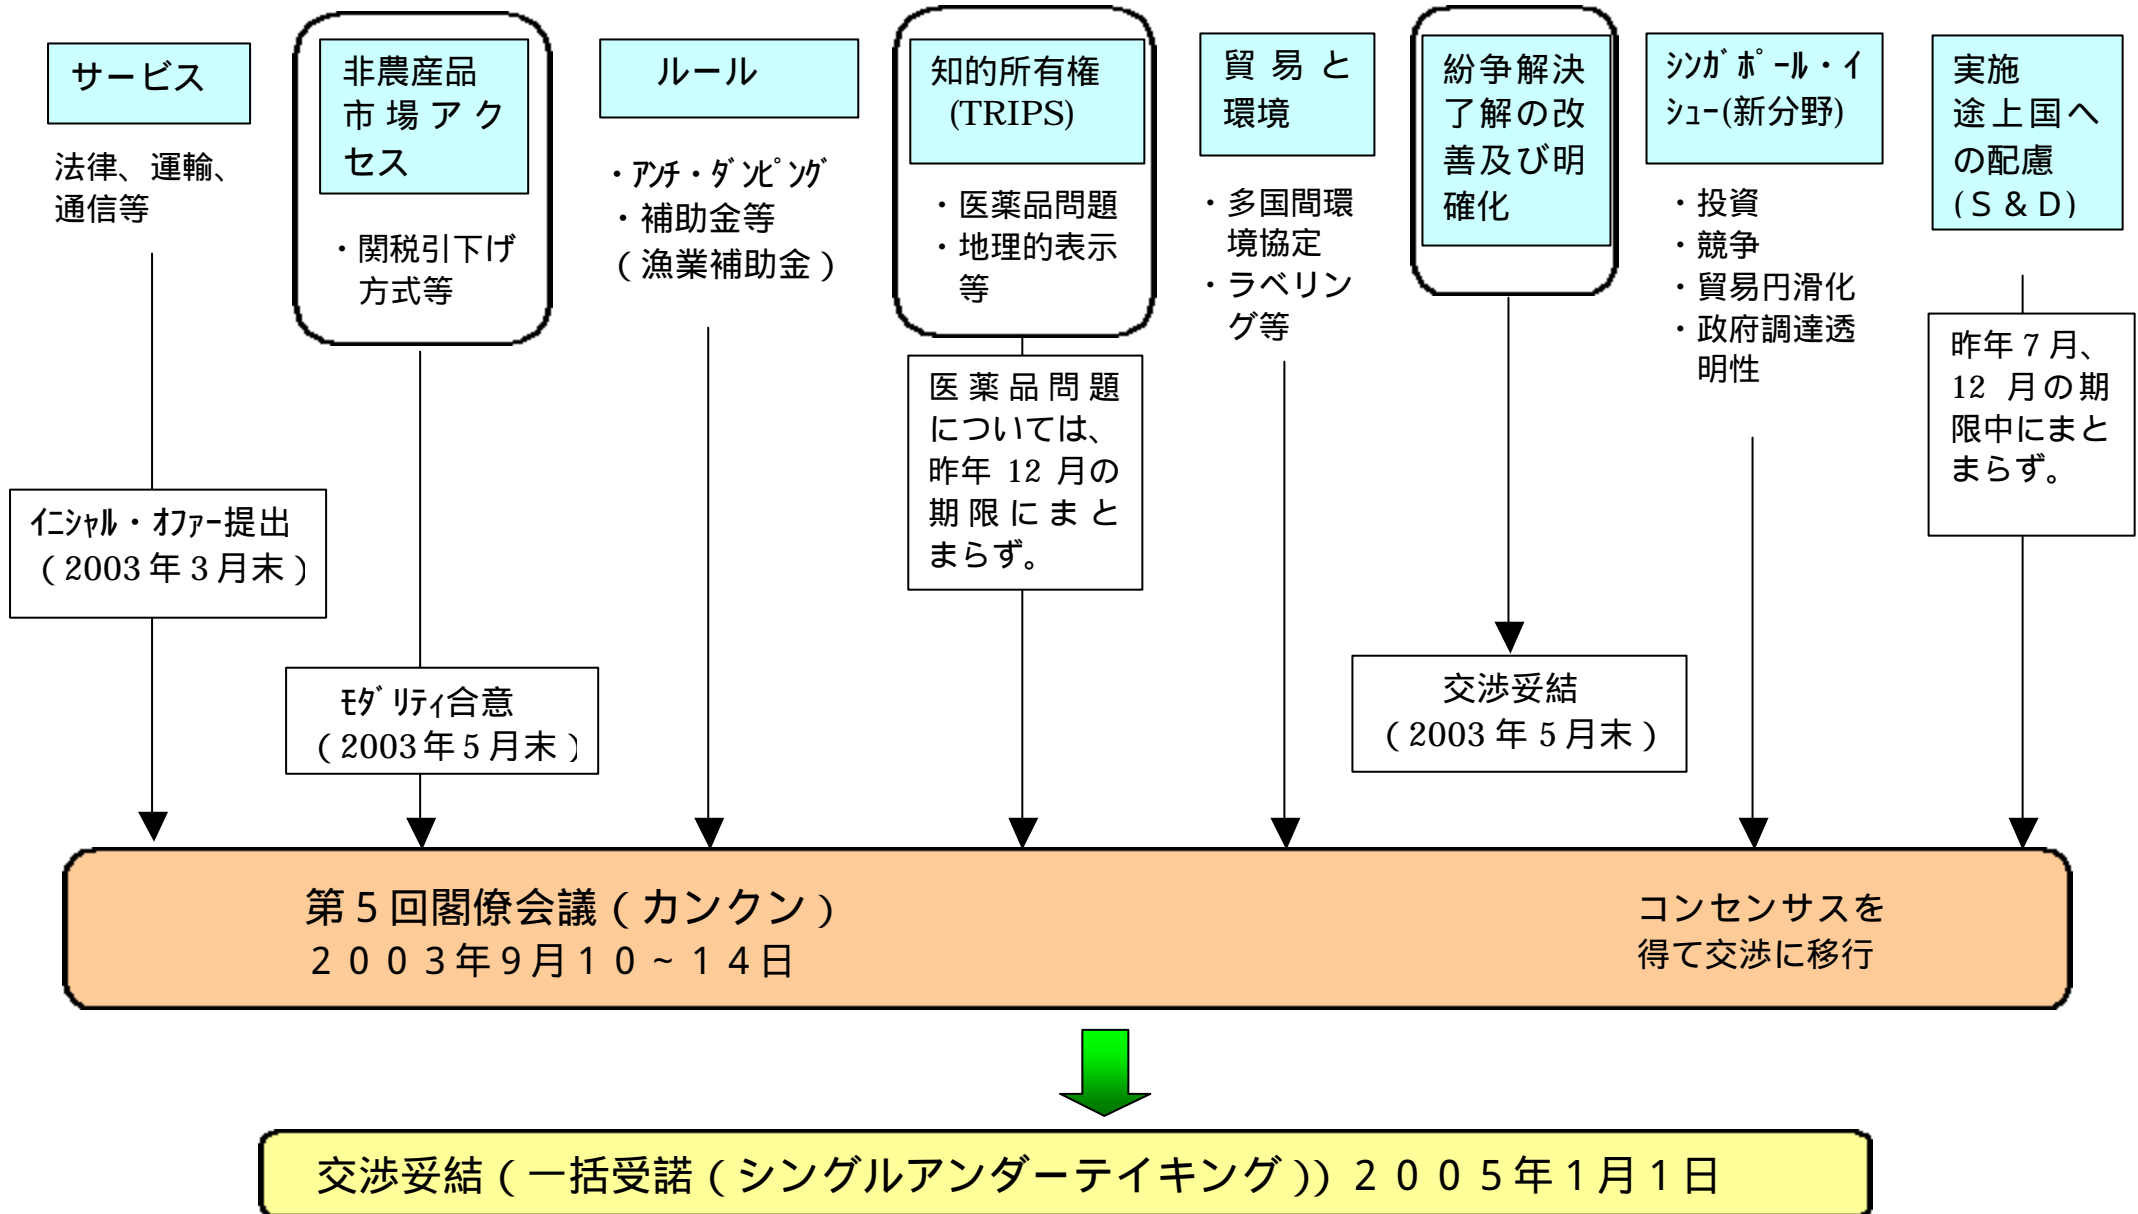 サービス
法律、運輸、
通信等
非農産品
市場アク
セス
・関税引下げ
方式等
ルール
・アンチ・ダンピング
・補助金等
（漁業補助金）
知的所有権
(TRIPS)
・医薬品問題
・地理的表示
等
貿易と
環境
・多国間環
境協定
・ラベリン
グ等
紛争解決
了解の改
善及び明
確化
シンガポール・イ
シュー(新分野)
・投資
・競争
・貿易円滑化
・政府調達透
明性
実施
途上国へ
の配慮
(Ｓ＆Ｄ)
イニシャル・オファー提出
（2003年3月末）
モダリティ合意
（2003年5月末）
医薬品問題
については、
昨年 12 月の
期限にまと
まらず。
交渉妥結
（2003年5月末）
昨年7月、
12 月の期
限中にまと
まらず。
第５回閣僚会議（カンクン）
２００３年９月１０~１４日
コンセンサスを
得て交渉に移行
交渉妥結（一括受諾（シングルアンダーテイキング））２００５年１月１日